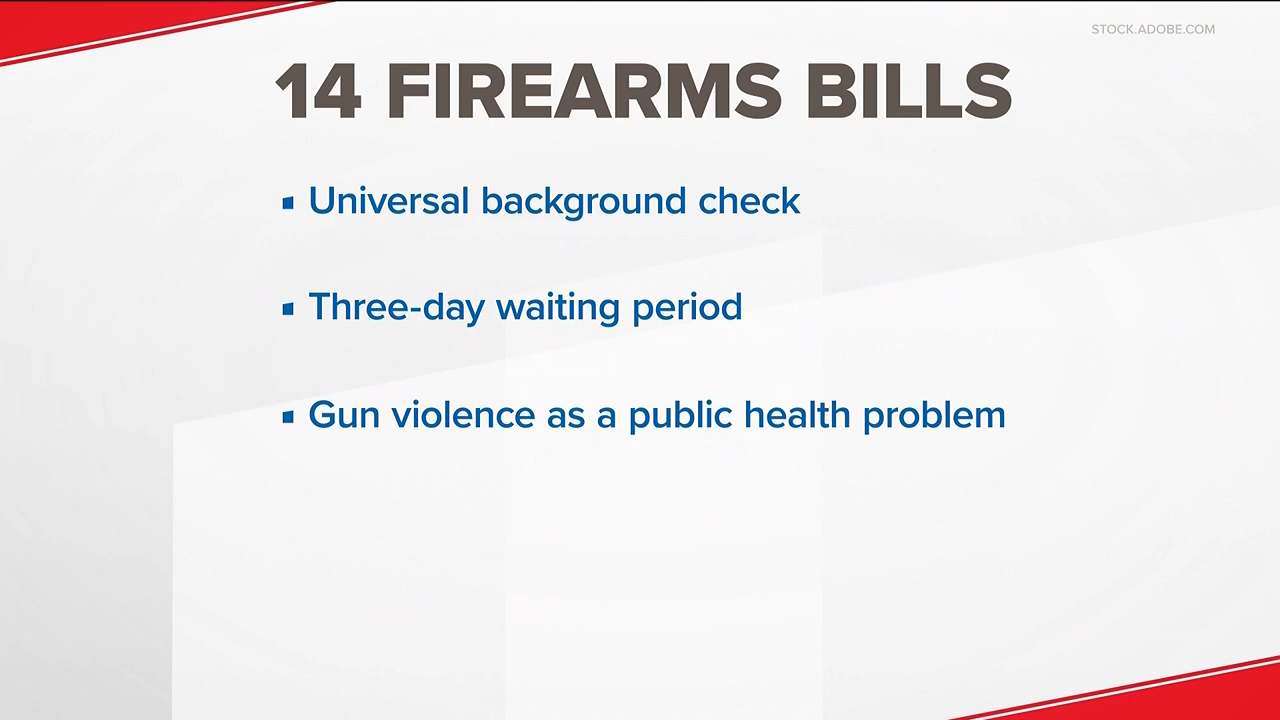 STOCK.ADOBE.COM
14 FIREARMS BILLS
▪ Universal background check
▪ Three-day waiting period
▪ Gun violence as a public health problem